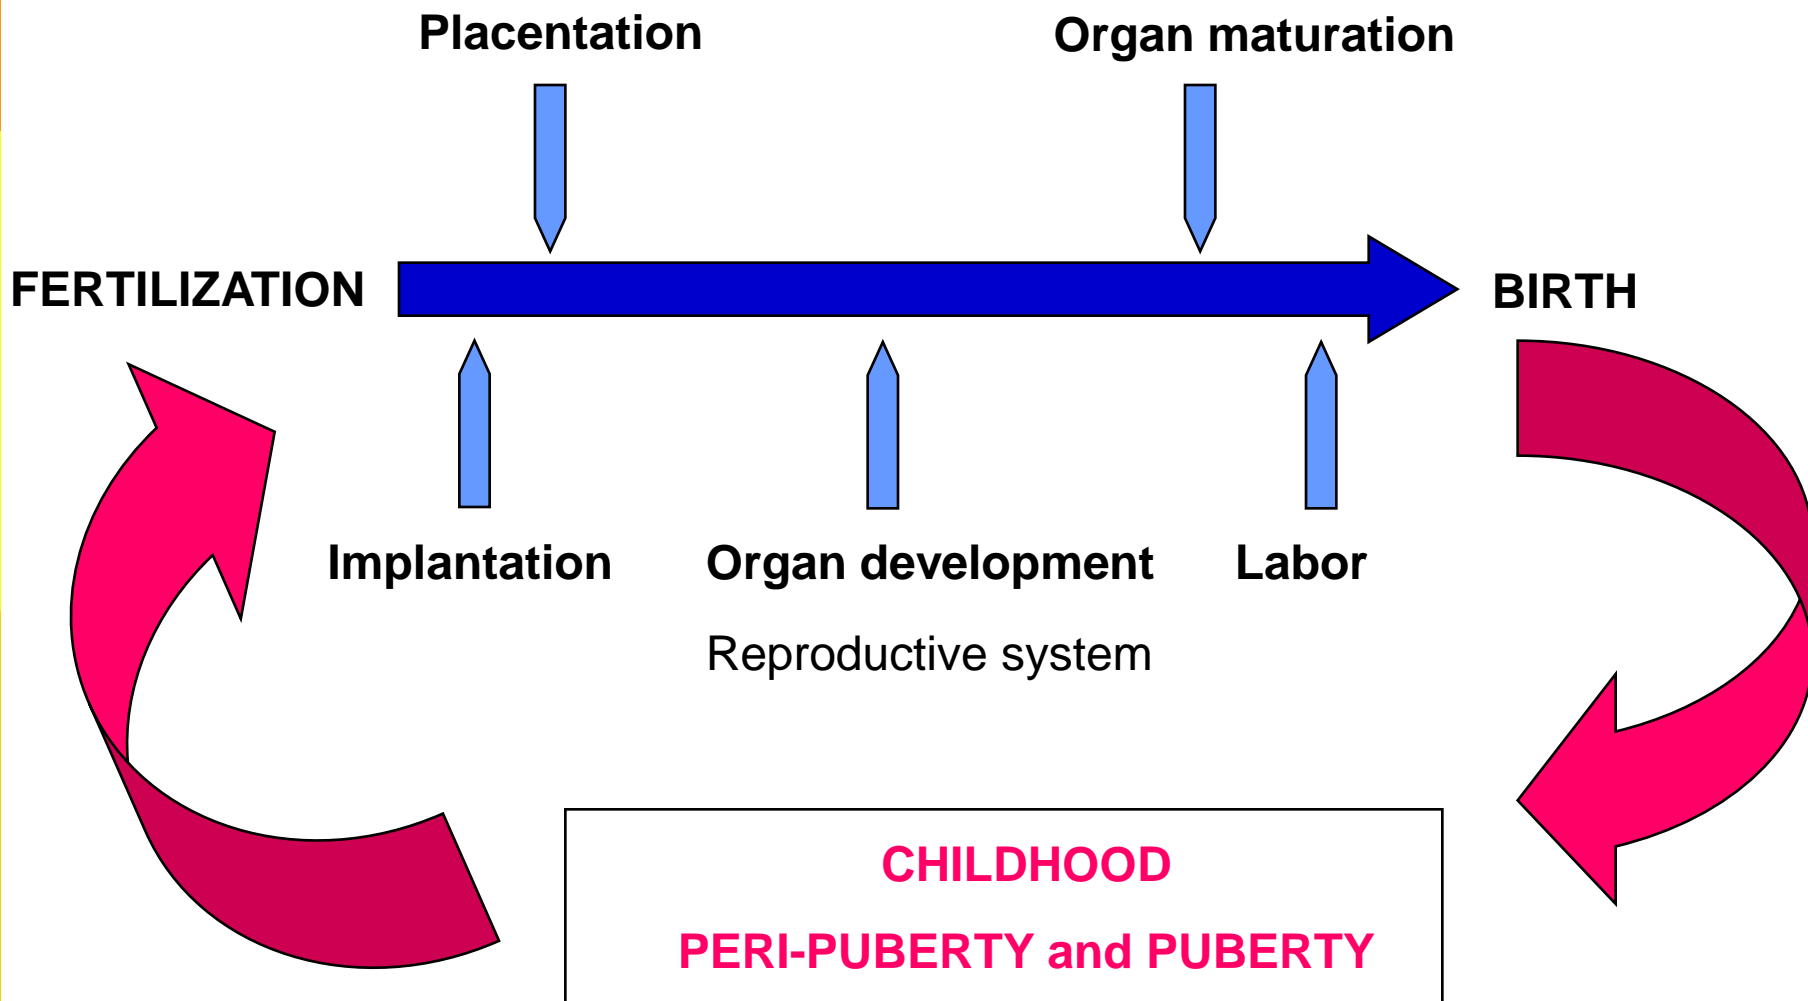 Placentation
Organ maturation
FERTILIZATION
BIRTH
Implantation
Organ development
Labor
Reproductive system
CHILDHOOD
PERI-PUBERTY and PUBERTY